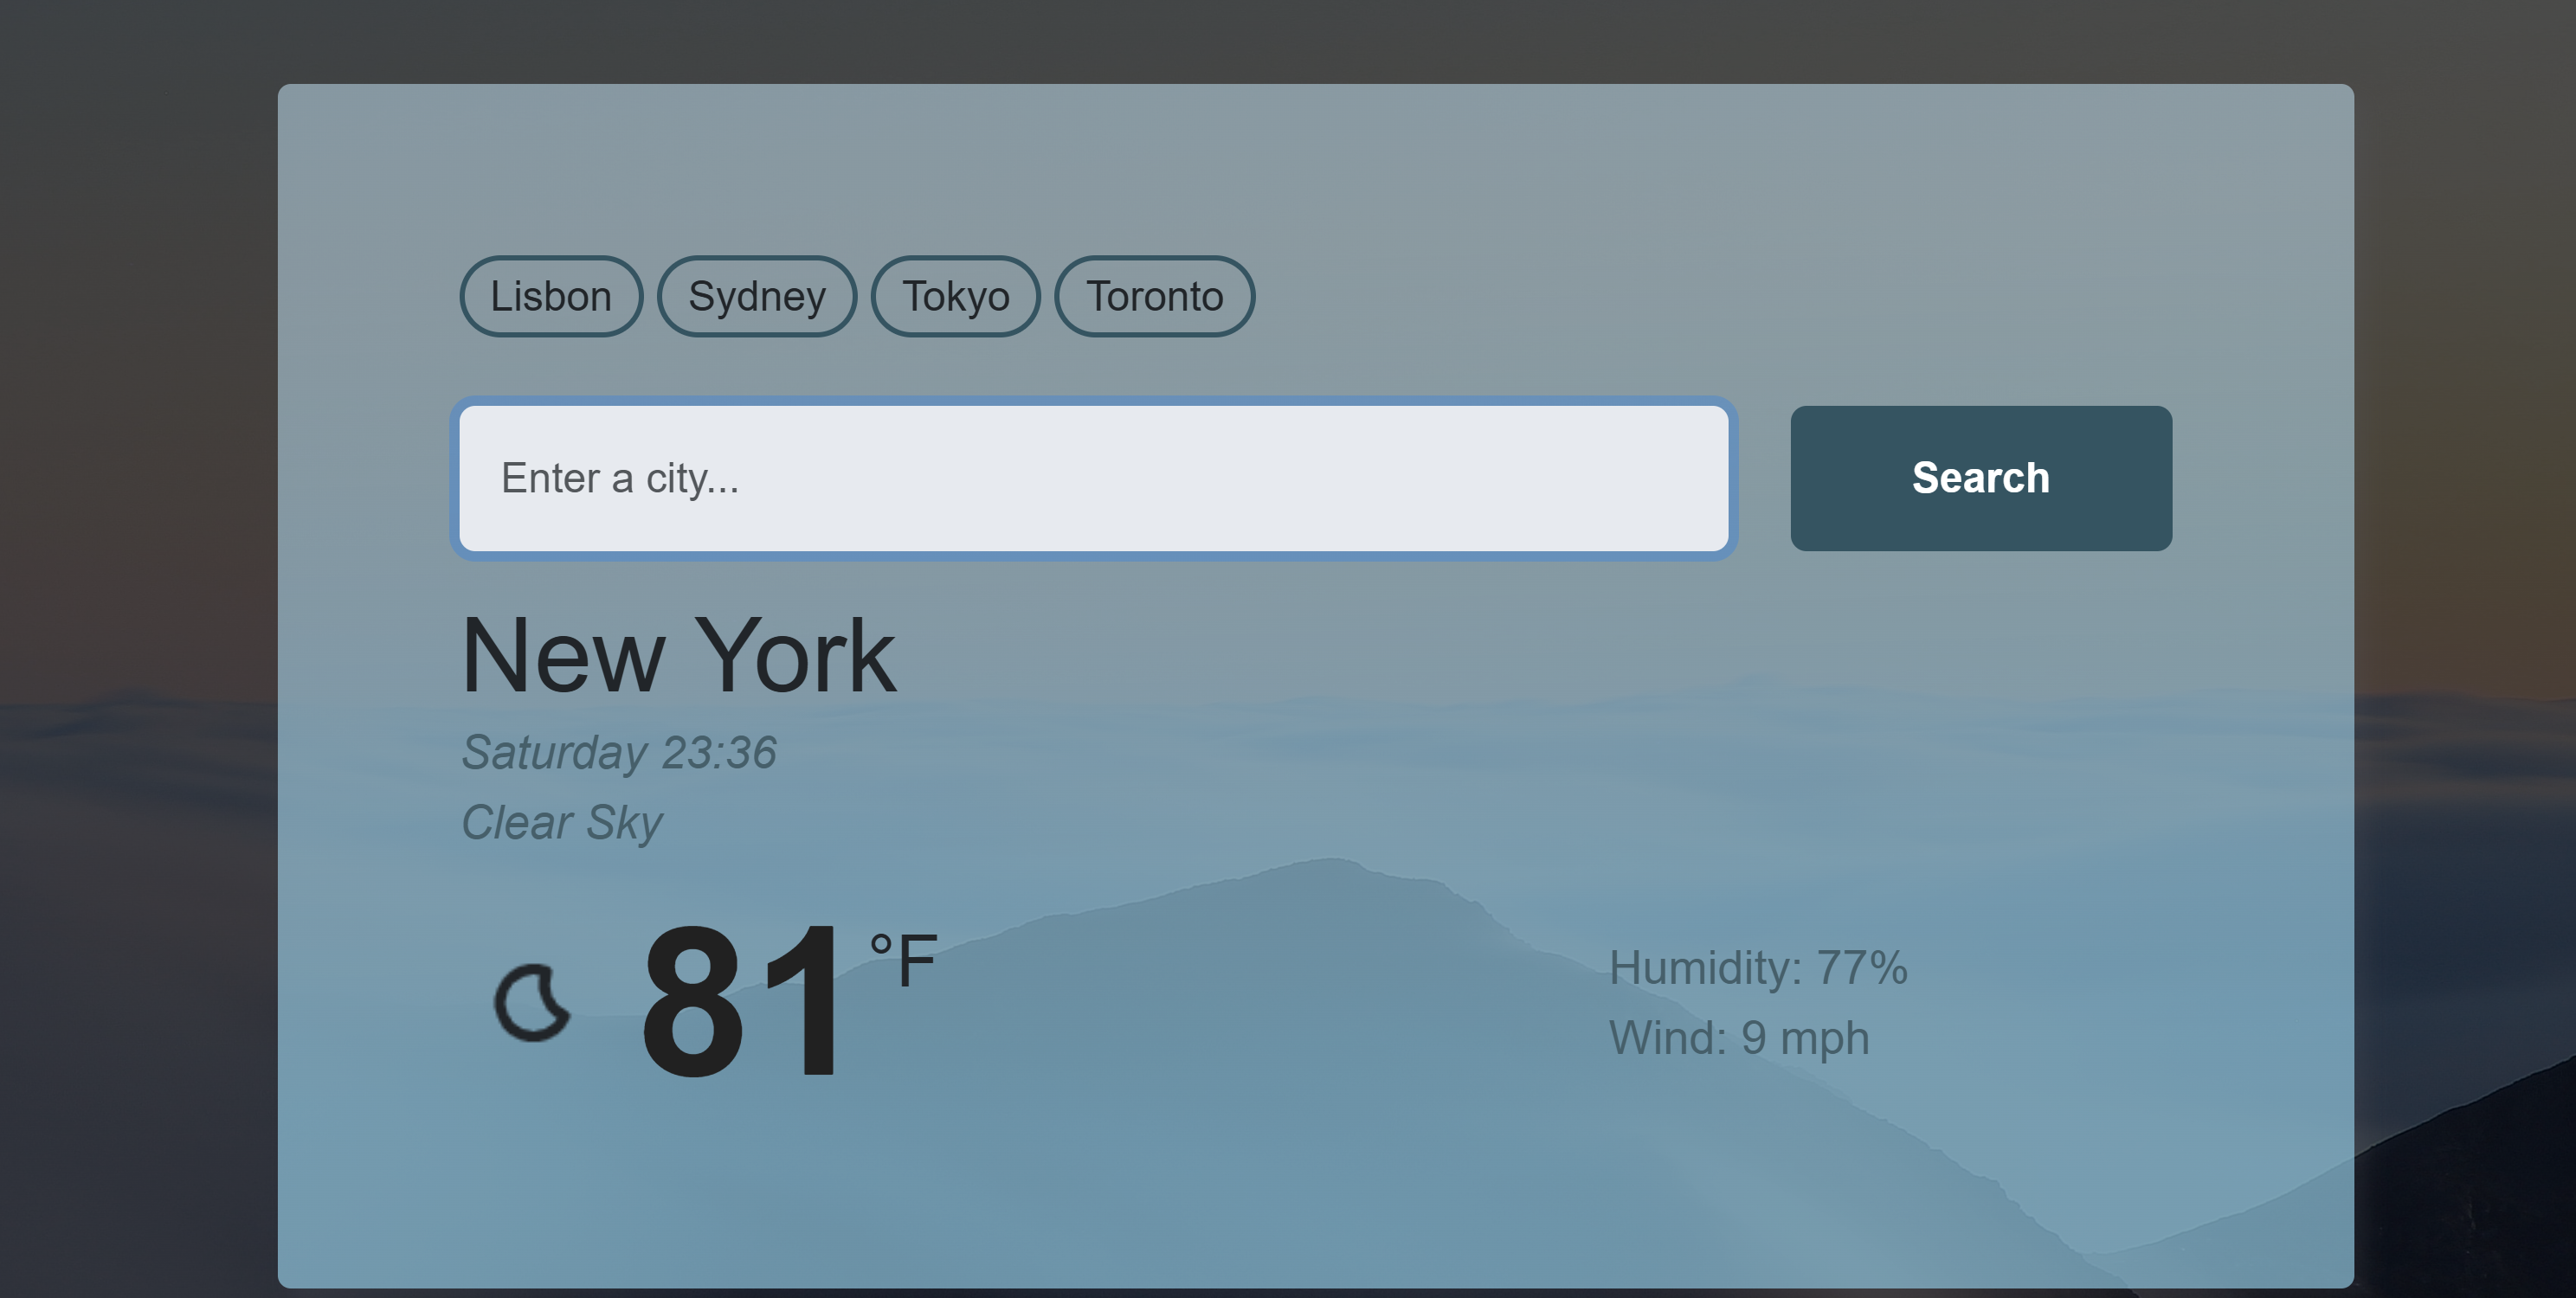 Lisbon Sydney Tokyo Toronto
Enter a city... Search
New York
Saturday 23:36
Clear Sky
81 °F
Humidity: 77%
Wind: 9 mph